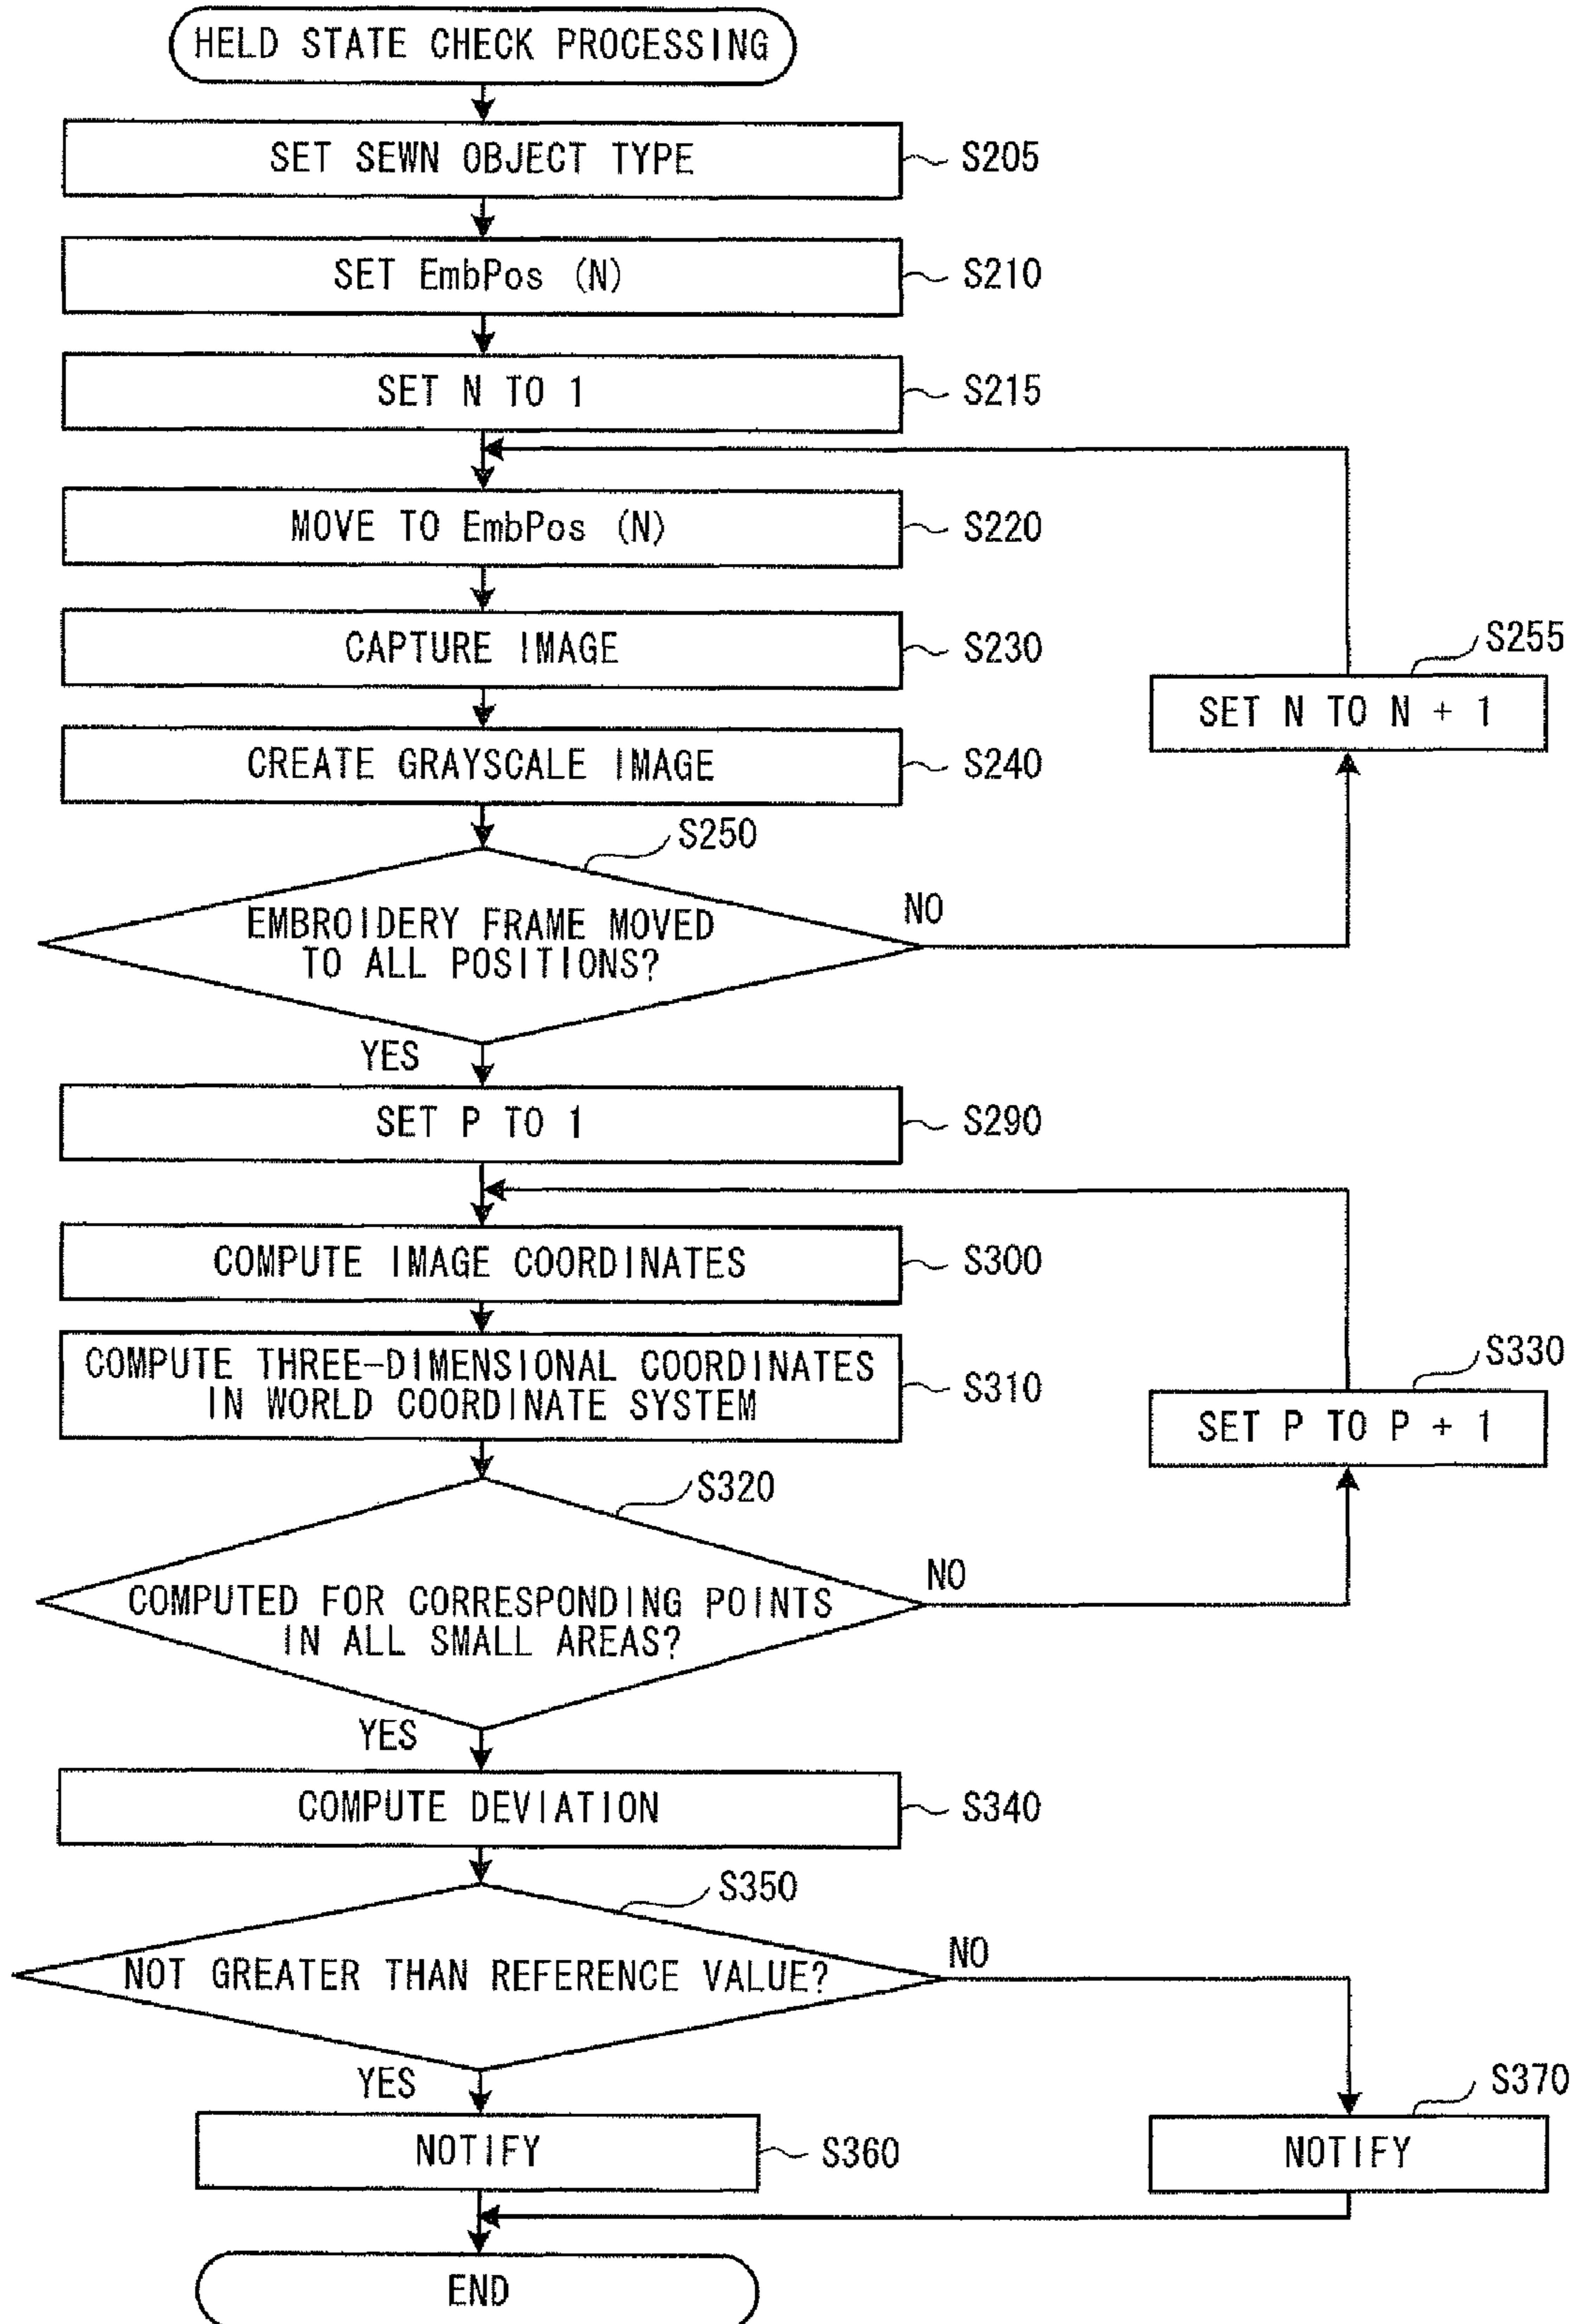 HELD STATE CHECK PROCESSING
SET SEWN OBJECT TYPE
S205
SET EmbPos (N)
S210
SET N TO 1
S215
MOVE TO EmbPos (N)
S220
CAPTURE IMAGE
S230
S255
SET N TO N + 1
CREATE GRAYSCALE IMAGE
S240
S250
EMBROIDERY FRAME MOVED
TO ALL POSITIONS?
NO
YES
SET P TO 1
S290
COMPUTE IMAGE COORDINATES
S300
COMPUTE THREE-DIMENSIONAL COORDINATES
IN WORLD COORDINATE SYSTEM
S310
S330
SET P TO P + 1
S320
COMPUTED FOR CORRESPONDING POINTS
IN ALL SMALL AREAS?
NO
YES
COMPUTE DEVIATION
S340
S350
NOT GREATER THAN REFERENCE VALUE?
NO
YES
NOTIFY
S360
S370
NOTIFY
END